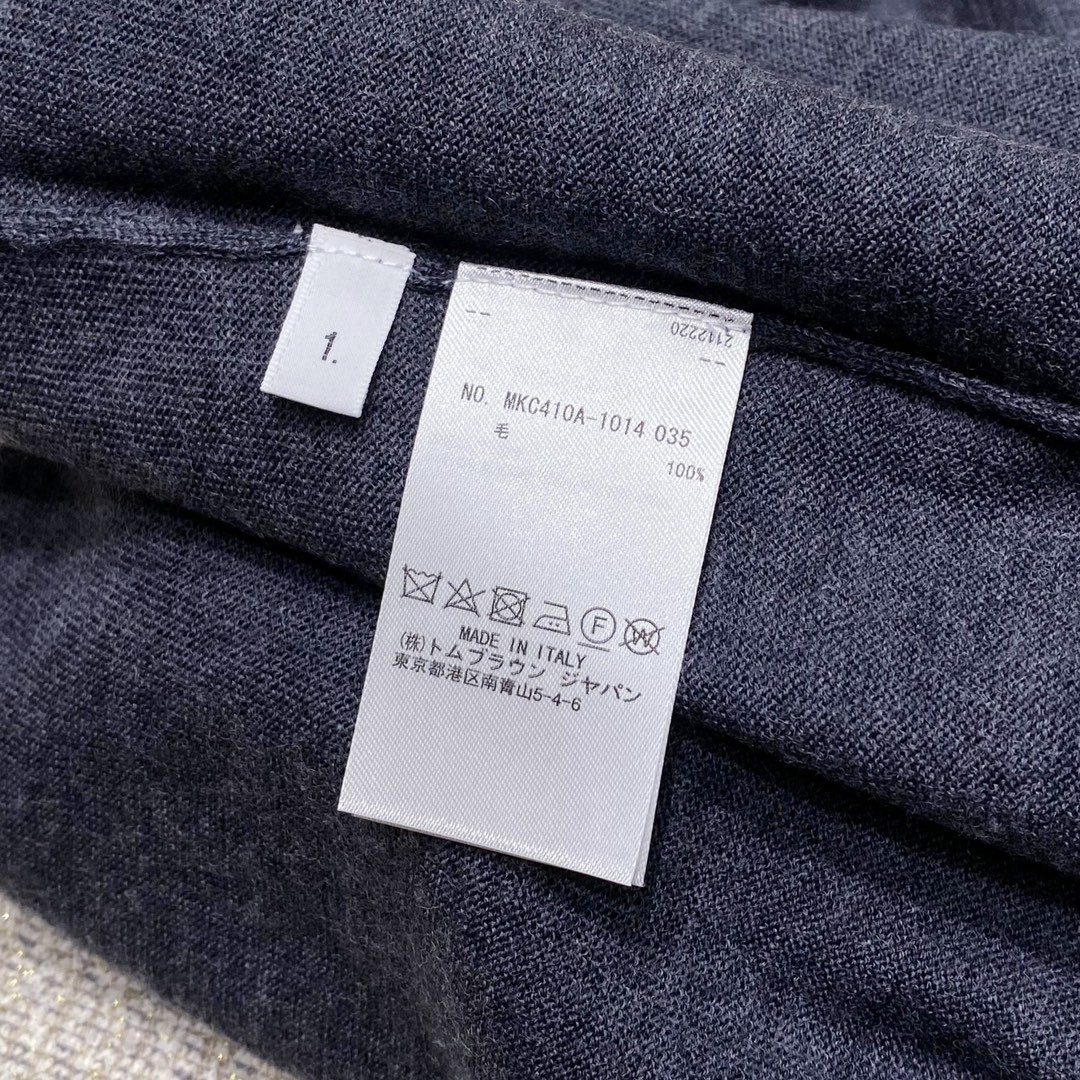 1.
--
2112220
--
NO. MKC410A-1014 035
毛
100%
F
W
MADE IN ITALY
(株)トムブラウン ジャパン
東京都港区南青山5-4-6